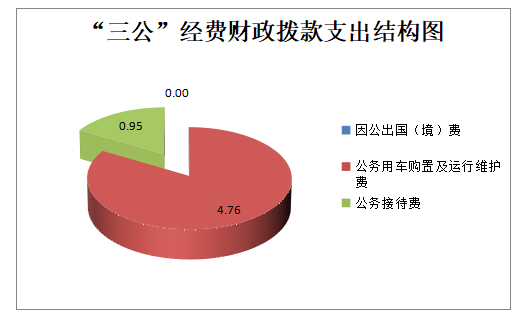 “三公”经费财政拨款支出结构图
0.00
0.95
4.76
因公出国（境）费
公务用车购置及运行维护
费
公务接待费